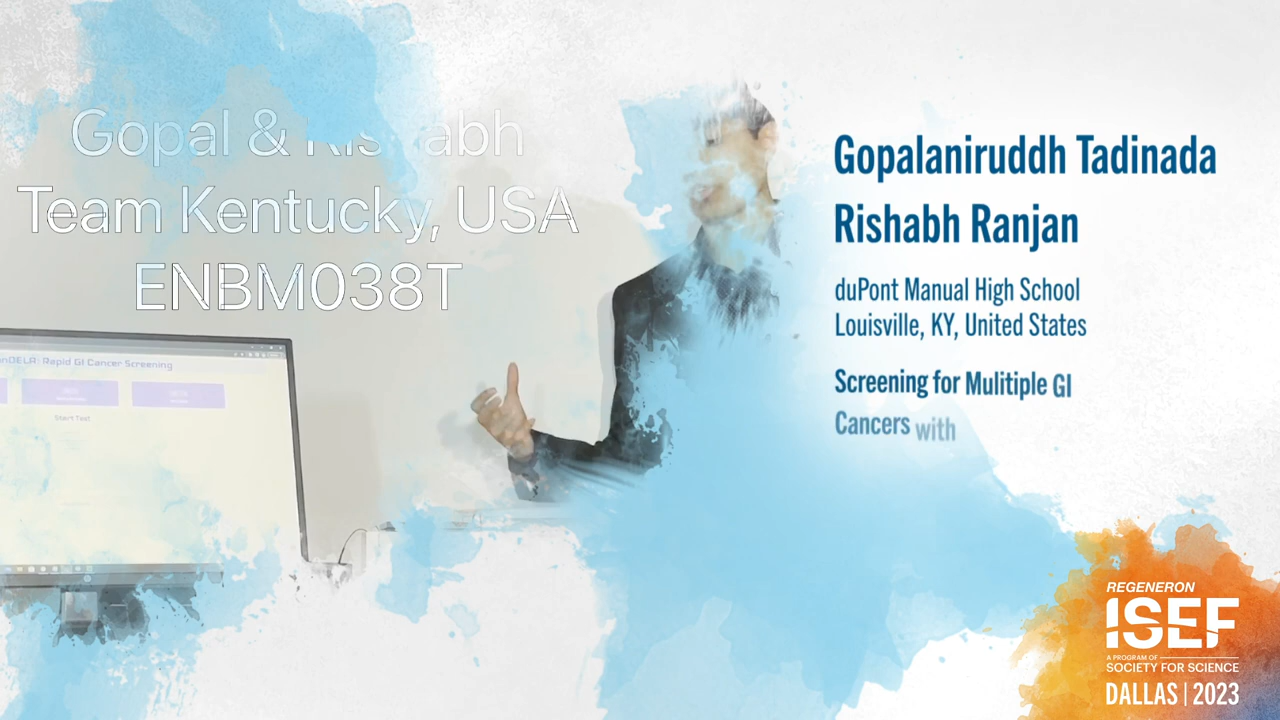 Gopal & Rishabh
Team Kentucky, USA
ENBM038T
Rapid GI Cancer Screening
Start Test
Gopalaniruddh Tadinada
Rishabh Ranjan
duPont Manual High School
Louisville, KY, United States
Screening for Mulitiple GI
Cancers with
REGENERON
ISEF
A PROGRAM OF
SOCIETY FOR SCIENCE
DALLAS | 2023